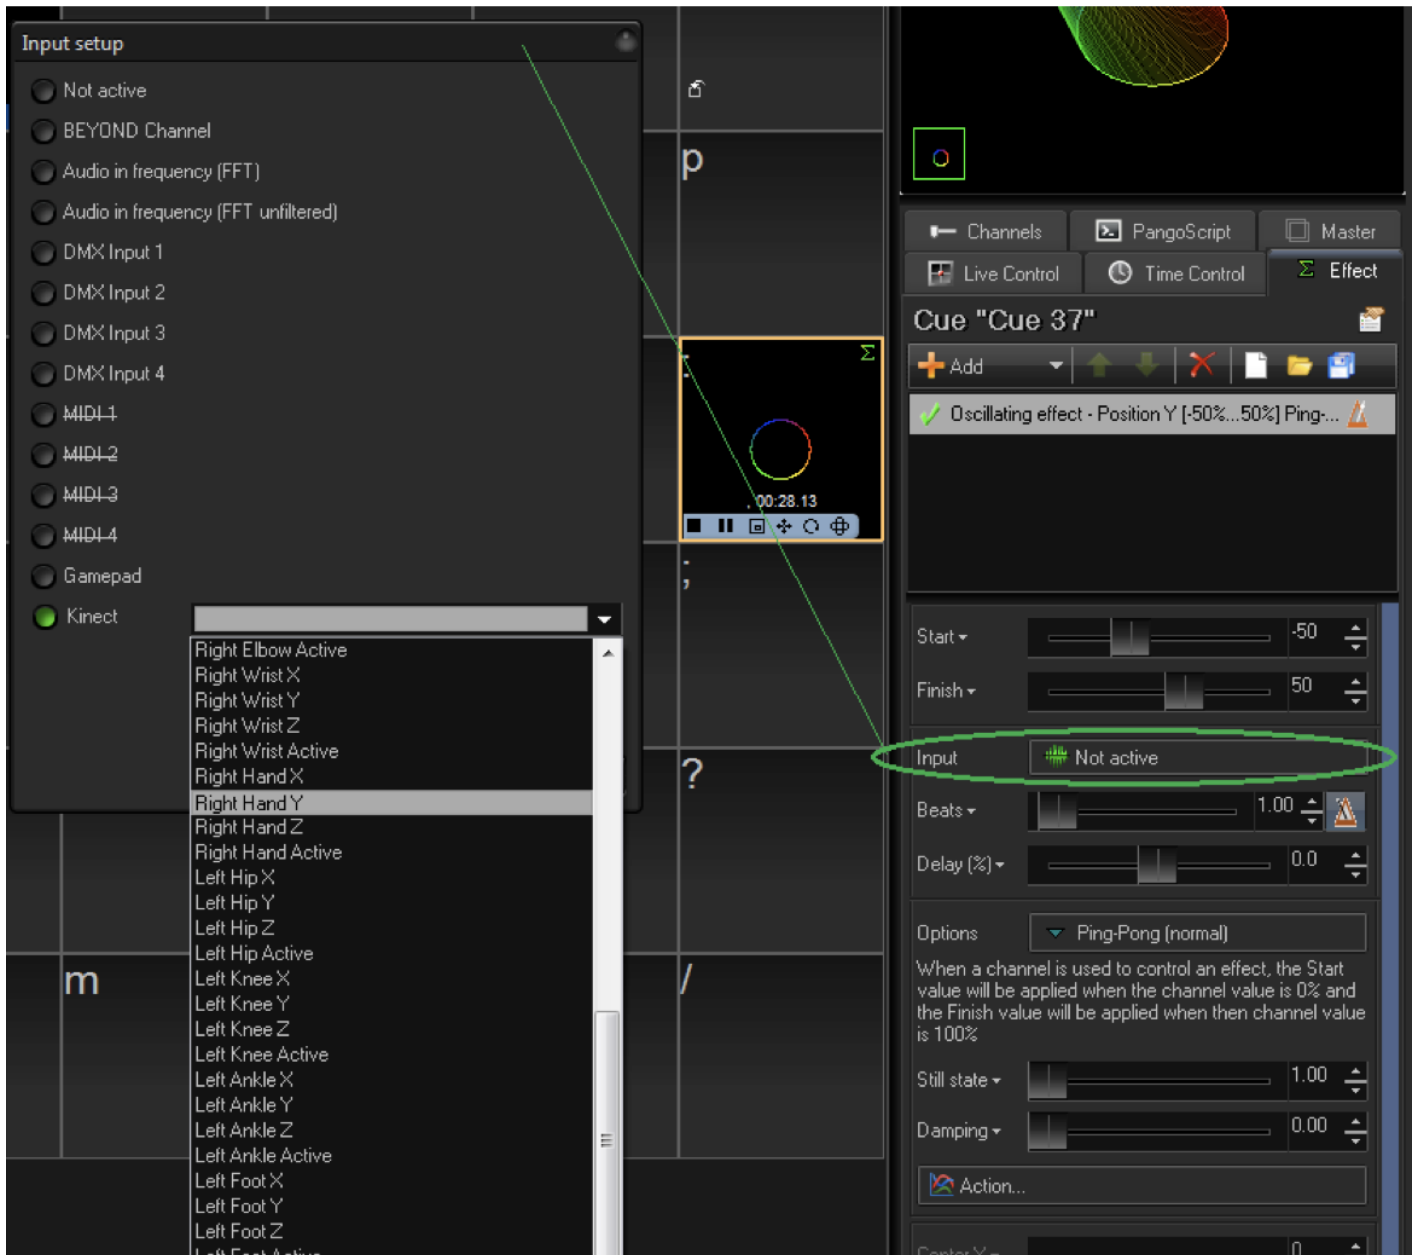 Input setup
Not active
BEYOND Channel
Audio in frequency (FFT)
Audio in frequency (FFT unfiltered)
DMX Input 1
DMX Input 2
DMX Input 3
DMX Input 4
MIDI 1
MIDI 2
MIDI 3
MIDI 4
Gamepad
Kinect
Right Elbow Active
Right Wrist X
Right Wrist Y
Right Wrist Z
Right Wrist Active
Right Hand X
Right Hand Y
Right Hand Z
Right Hand Active
Left Hip X
Left Hip Y
Left Hip Z
Left Hip Active
Left Knee X
Left Knee Y
Left Knee Z
Left Knee Active
Left Ankle X
Left Ankle Y
Left Ankle Z
Left Ankle Active
Left Foot X
Left Foot Y
Left Foot Z
Left Foot Active
p
Σ
, 00:28.13
;
?
m
/
Channels
PangoScript
Master
Live Control
Time Control
Σ Effect
Cue "Cue 37"
Add
Oscillating effect - Position Y [-50%...50%] Ping-...
Start -50
Finish 50
Input Not active
Beats 1.00
Delay (%) 0.0
Options Ping-Pong (normal)
When a channel is used to control an effect, the Start
value will be applied when the channel value is 0% and
the Finish value will be applied when then channel value
is 100%
Still state 1.00
Damping 0.00
Action...
Center X 0